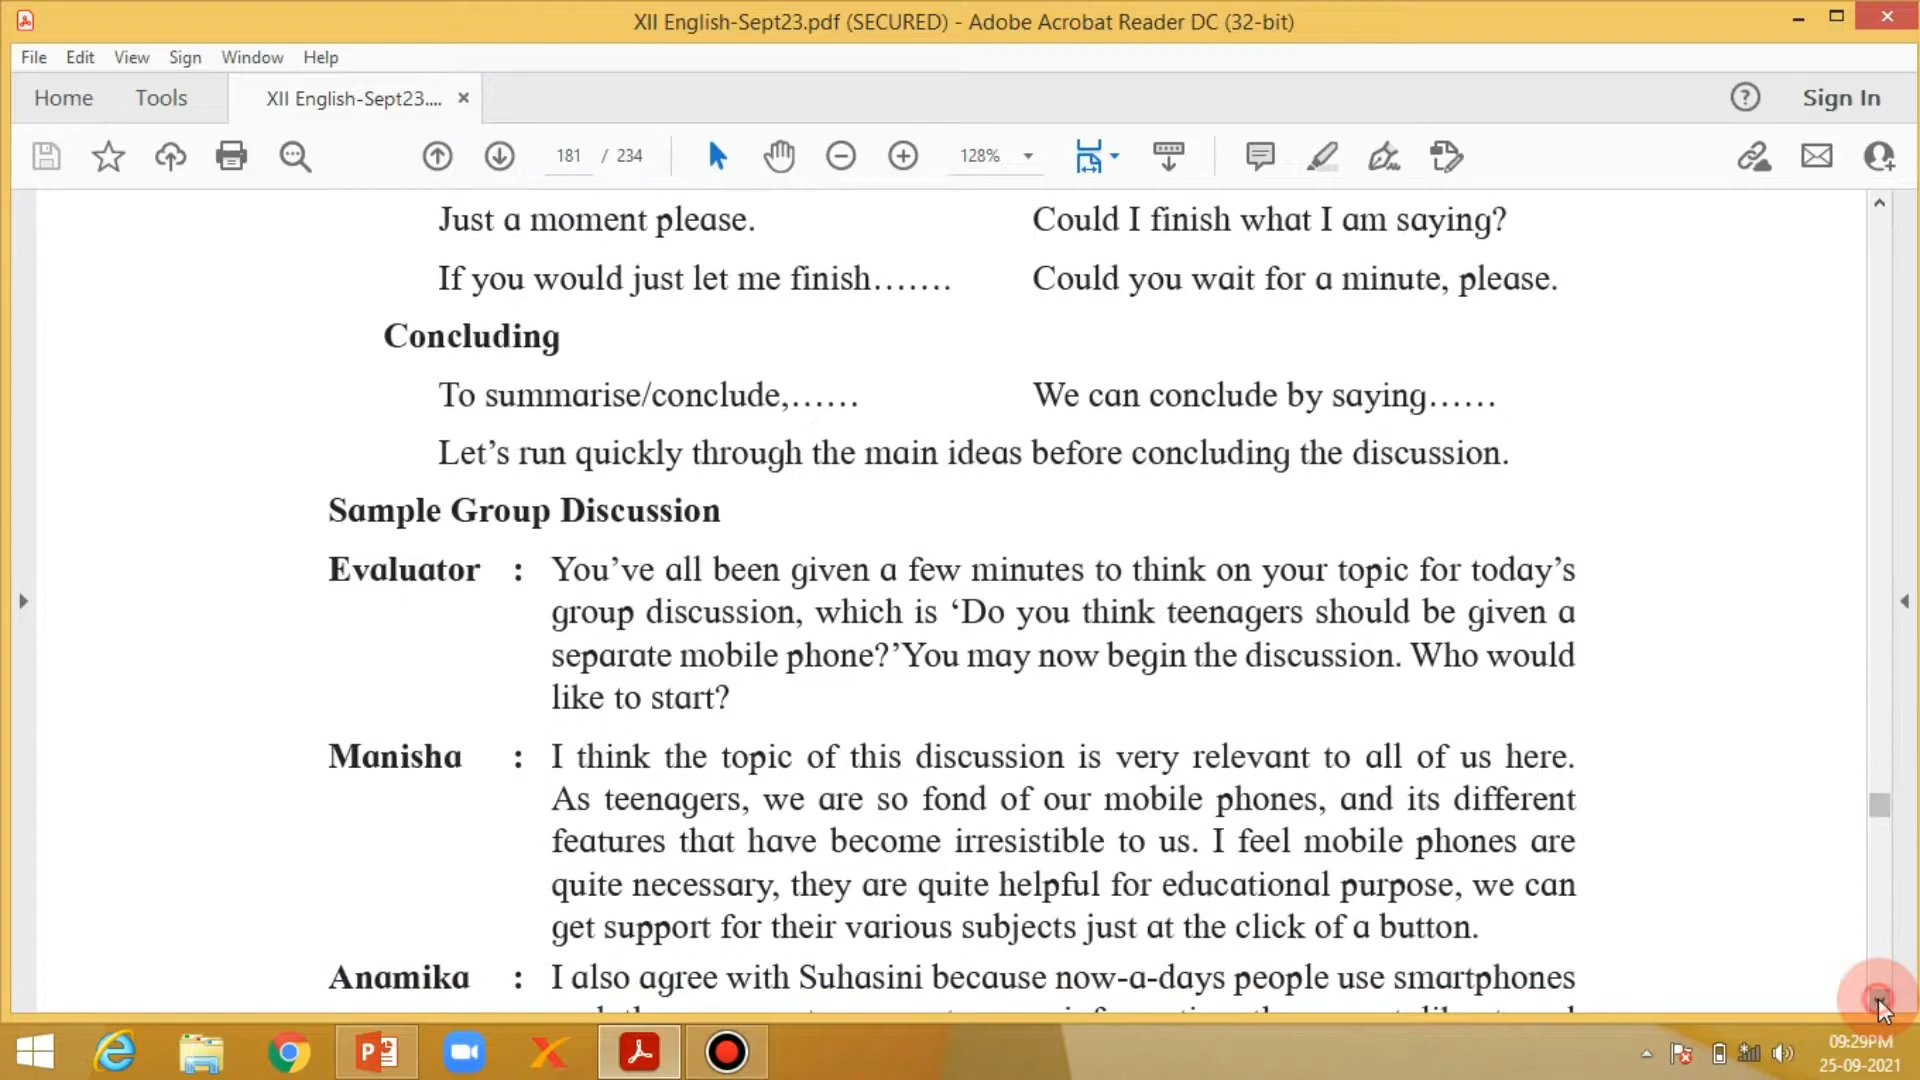 XII English-Sept23.pdf (SECURED) - Adobe Acrobat Reader DC (32-bit)
File Edit View Sign Window Help
Home Tools XII English-Sept23.... Sign In
181 / 234 128%
Just a moment please. Could I finish what I am saying?
If you would just let me finish……. Could you wait for a minute, please.
Concluding
To summarise/conclude,…… We can conclude by saying……
Let’s run quickly through the main ideas before concluding the discussion.
Sample Group Discussion
Evaluator : You’ve all been given a few minutes to think on your topic for today’s
group discussion, which is ‘Do you think teenagers should be given a
separate mobile phone?’You may now begin the discussion. Who would
like to start?
Manisha : I think the topic of this discussion is very relevant to all of us here.
As teenagers, we are so fond of our mobile phones, and its different
features that have become irresistible to us. I feel mobile phones are
quite necessary, they are quite helpful for educational purpose, we can
get support for their various subjects just at the click of a button.
Anamika : I also agree with Suhasini because now-a-days people use smartphones
09:29PM
25-09-2021